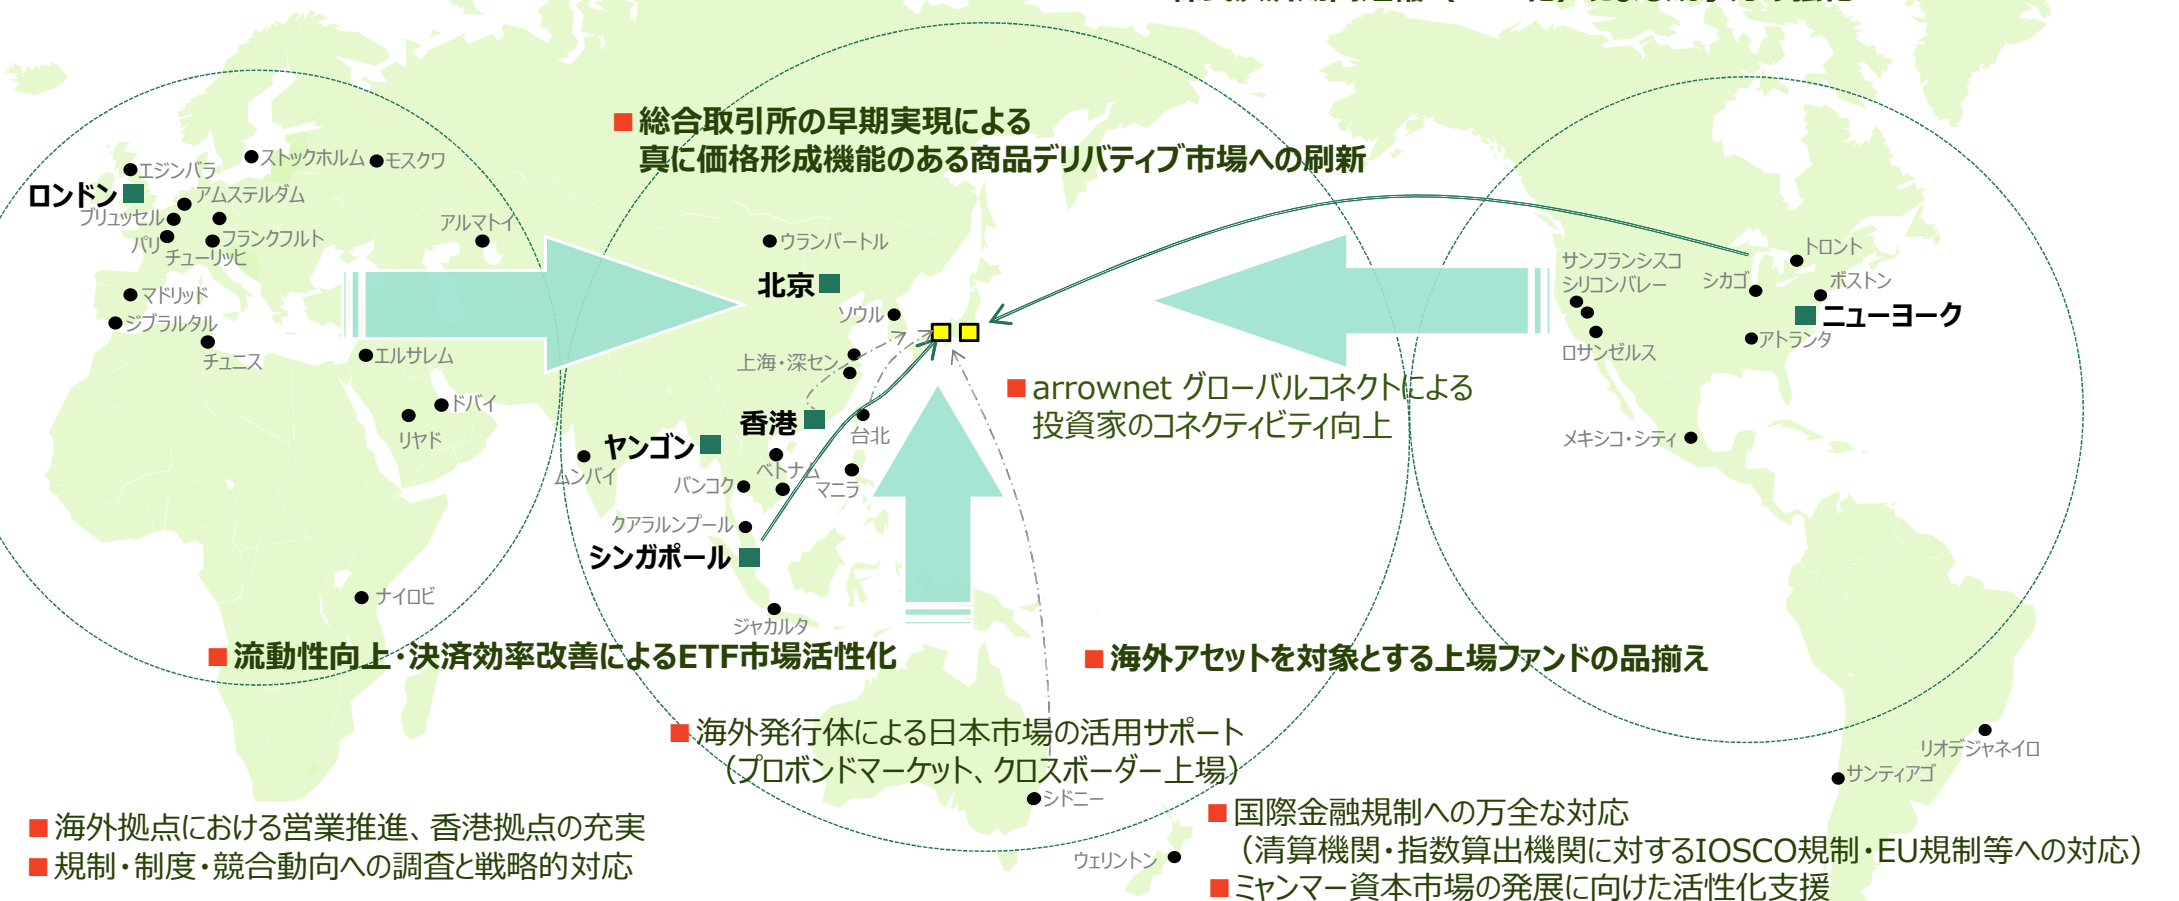 ■総合取引所の早期実現による
真に価格形成機能のある商品デリバティブ市場への刷新
エジンバラ
ストックホルム
モスクワ
ロンドン
アムステルダム
ブリュッセル
パリ
フランクフルト
チューリッヒ
アルマトイ
ウランバートル
マドリッド
ジブラルタル
チュニス
エルサレム
ドバイ
リヤド
ナイロビ
北京
ソウル
上海・深セン
香港
台北
ヤンゴン
ムンバイ
ベトナム
バンコク
マニラ
クアラルンプール
シンガポール
ジャカルタ
サンフランシスコ
シリコンバレー
シカゴ
トロント
ボストン
ニューヨーク
アトランタ
ロサンゼルス
メキシコ・シティ
■arrownet グローバルコネクトによる
投資家のコネクティビティ向上
■流動性向上・決済効率改善によるETF市場活性化
■海外アセットを対象とする上場ファンドの品揃え
■海外発行体による日本市場の活用サポート
（プロボンドマーケット、クロスボーダー上場）
リオデジャネイロ
サンティアゴ
シドニー
ウェリントン
■海外拠点における営業推進、香港拠点の充実
■規制・制度・競合動向への調査と戦略的対応
■国際金融規制への万全な対応
（清算機関・指数算出機関に対するIOSCO規制・EU規制等への対応）
■ミャンマー資本市場の発展に向けた活性化支援